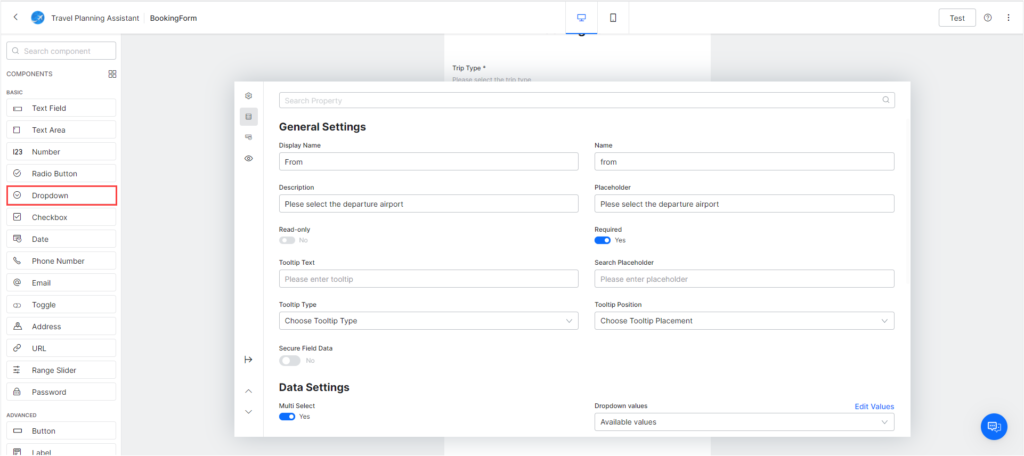 Travel Planning Assistant BookingForm Test
Search component
COMPONENTS
BASIC
Text Field
Text Area
123 Number
Radio Button
Dropdown
Checkbox
Date
Phone Number
Email
Toggle
Address
URL
Range Slider
Password
ADVANCED
Button
Label
Trip Type *
Please select the trip type
Search Property
General Settings
Display Name Name
From from
Description Placeholder
Plese select the departure airport Plese select the departure airport
Read-only Required
No Yes
Tooltip Text Search Placeholder
Please enter tooltip Please enter placeholder
Tooltip Type Tooltip Position
Choose Tooltip Type Choose Tooltip Placement
Secure Field Data
No
Data Settings
Multi Select Dropdown values Edit Values
Yes Available values